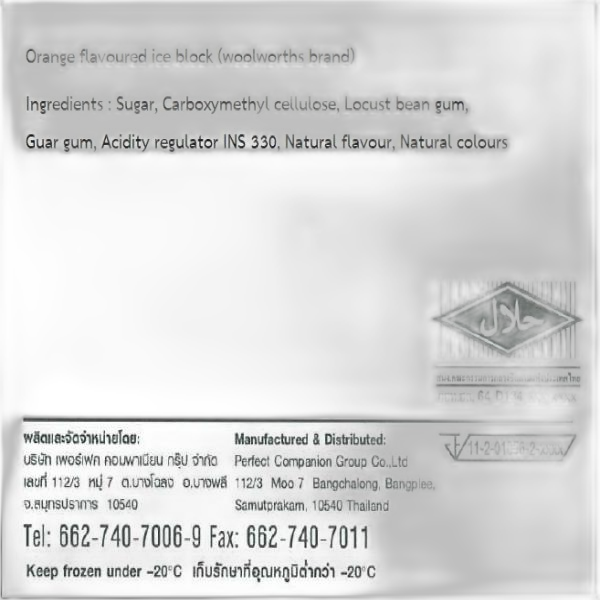 Orange flavoured ice block (woolworths brand)
Ingredients : Sugar, Carboxymethyl cellulose, Locust bean gum,
Guar gum, Acidity regulator INS 330, Natural flavour, Natural colours
حلال
ผลิตและจัดจำหน่ายโดย:
บริษัท เพอร์เฟค คอมพาเนียน กรุ๊ป จำกัด
เลขที่ 112/3 หมู่ 7 ต.บางโฉลง อ.บางพลี
จ.สมุทรปราการ 10540
Manufactured & Distributed:
Perfect Companion Group Co.,Ltd
112/3 Moo 7 Bangchalong, Bangplee,
Samutprakam, 10540 Thailand
Tel: 662-740-7006-9 Fax: 662-740-7011
Keep frozen under -20°C เก็บรักษาที่อุณหภูมิต่ำกว่า -20°C